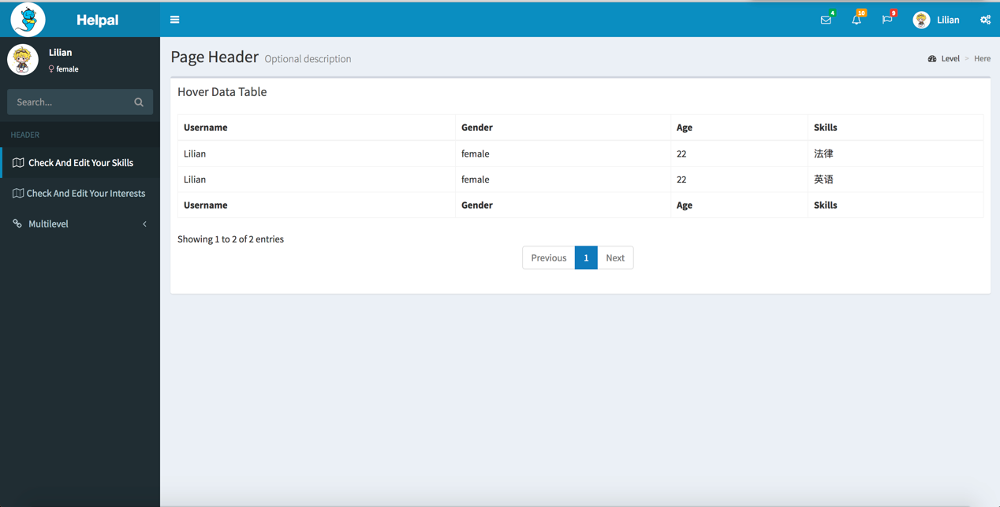 Helpal
4
10
9
Lilian
Lilian
female
Search...
HEADER
Check And Edit Your Skills
Check And Edit Your Interests
Multilevel
Page Header Optional description
Level > Here
Hover Data Table
Username Gender Age Skills
Lilian female 22 法律
Lilian female 22 英语
Username Gender Age Skills
Showing 1 to 2 of 2 entries
Previous 1 Next